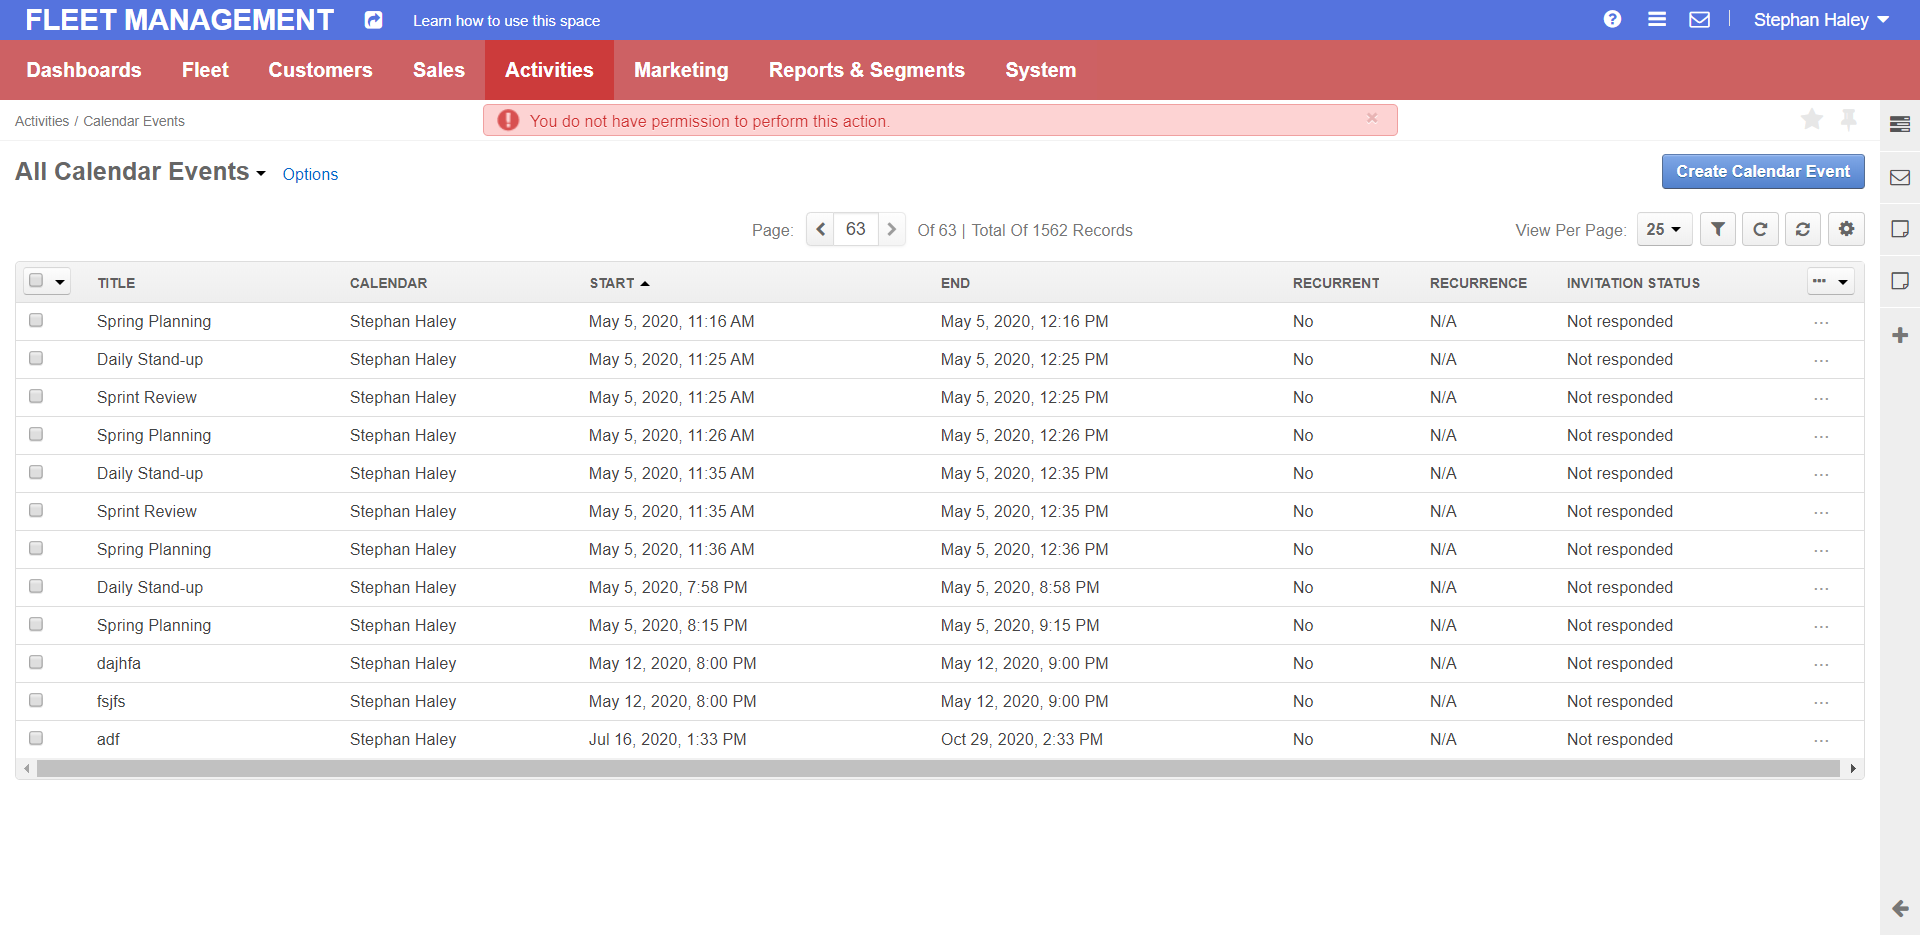 FLEET MANAGEMENT Learn how to use this space Stephan Haley
Dashboards Fleet Customers Sales Activities Marketing Reports & Segments System
Activities / Calendar Events
You do not have permission to perform this action. ×
All Calendar Events Options Create Calendar Event
Page: 63 Of 63 | Total Of 1562 Records View Per Page: 25
TITLE CALENDAR START END RECURRENT RECURRENCE INVITATION STATUS
Spring Planning Stephan Haley May 5, 2020, 11:16 AM May 5, 2020, 12:16 PM No N/A Not responded ...
Daily Stand-up Stephan Haley May 5, 2020, 11:25 AM May 5, 2020, 12:25 PM No N/A Not responded ...
Sprint Review Stephan Haley May 5, 2020, 11:25 AM May 5, 2020, 12:25 PM No N/A Not responded ...
Spring Planning Stephan Haley May 5, 2020, 11:26 AM May 5, 2020, 12:26 PM No N/A Not responded ...
Daily Stand-up Stephan Haley May 5, 2020, 11:35 AM May 5, 2020, 12:35 PM No N/A Not responded ...
Sprint Review Stephan Haley May 5, 2020, 11:35 AM May 5, 2020, 12:35 PM No N/A Not responded ...
Spring Planning Stephan Haley May 5, 2020, 11:36 AM May 5, 2020, 12:36 PM No N/A Not responded ...
Daily Stand-up Stephan Haley May 5, 2020, 7:58 PM May 5, 2020, 8:58 PM No N/A Not responded ...
Spring Planning Stephan Haley May 5, 2020, 8:15 PM May 5, 2020, 9:15 PM No N/A Not responded ...
dajhfa Stephan Haley May 12, 2020, 8:00 PM May 12, 2020, 9:00 PM No N/A Not responded ...
fsjfs Stephan Haley May 12, 2020, 8:00 PM May 12, 2020, 9:00 PM No N/A Not responded ...
adf Stephan Haley Jul 16, 2020, 1:33 PM Oct 29, 2020, 2:33 PM No N/A Not responded ...